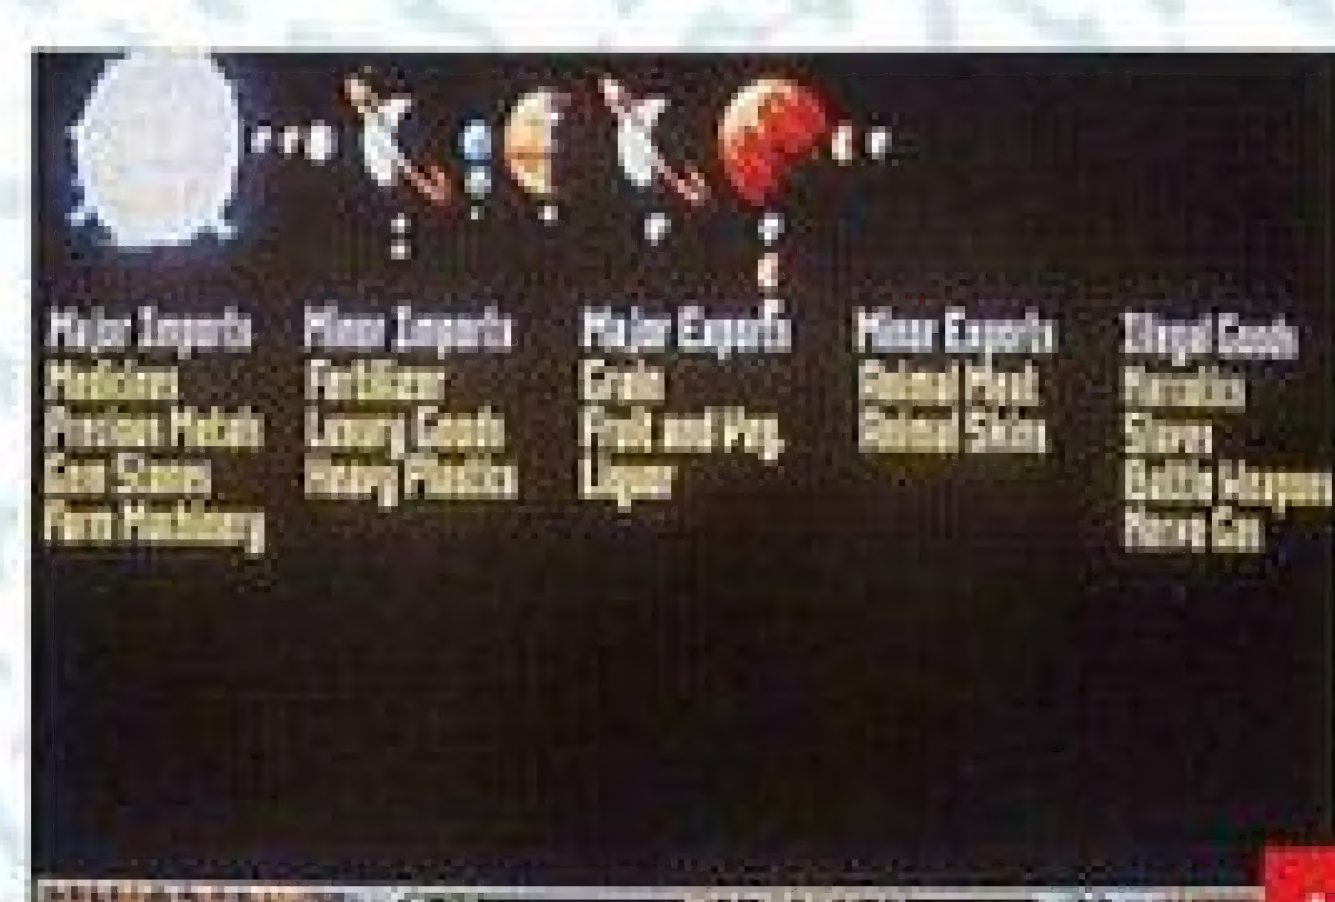 Major Imports
Medicines
Precious Metals
Gem Stones
Farm Machinery
Minor Imports
Fertilizer
Luxury Goods
Heavy Plastics
Major Exports
Grain
Fruit and Veg.
Liquor
Minor Exports
Animal Meat
Animal Skins
Illegal Goods
Narcotics
Slaves
Battle Weapons
Nerve Gas